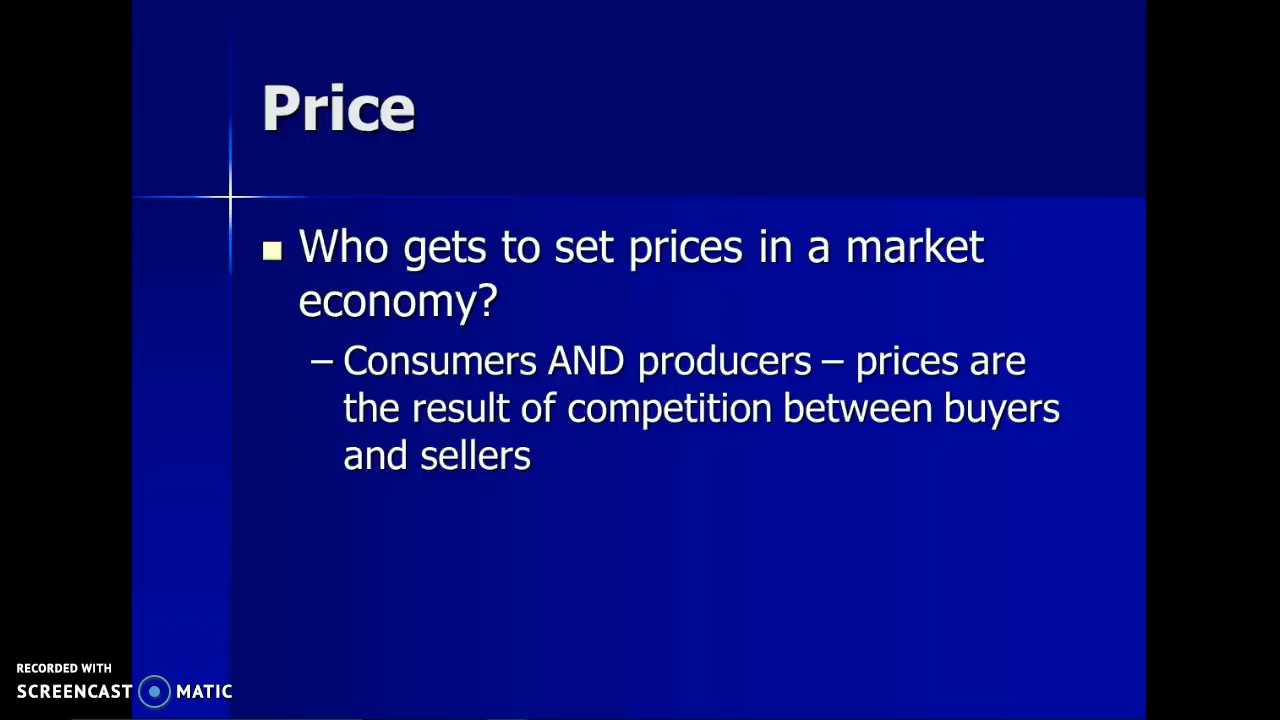 Price
Who gets to set prices in a market
economy?
– Consumers AND producers – prices are
the result of competition between buyers
and sellers
RECORDED WITH
SCREENCAST MATIC